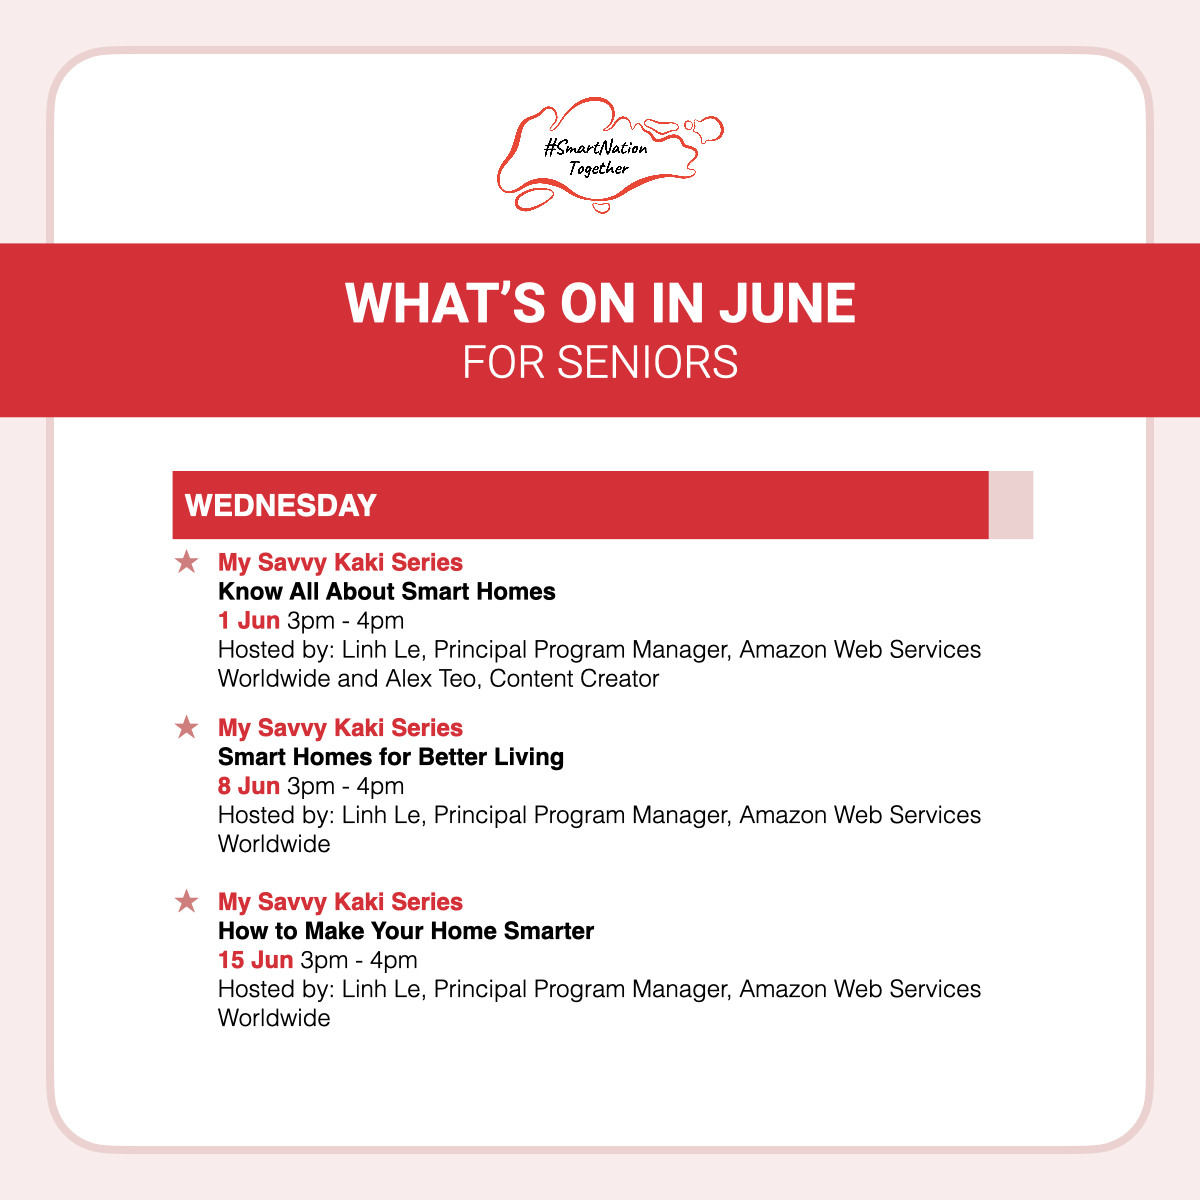 #SmartNation
Together
WHAT’S ON IN JUNE
FOR SENIORS
WEDNESDAY
My Savvy Kaki Series
Know All About Smart Homes
1 Jun 3pm - 4pm
Hosted by: Linh Le, Principal Program Manager, Amazon Web Services
Worldwide and Alex Teo, Content Creator
My Savvy Kaki Series
Smart Homes for Better Living
8 Jun 3pm - 4pm
Hosted by: Linh Le, Principal Program Manager, Amazon Web Services
Worldwide
My Savvy Kaki Series
How to Make Your Home Smarter
15 Jun 3pm - 4pm
Hosted by: Linh Le, Principal Program Manager, Amazon Web Services
Worldwide